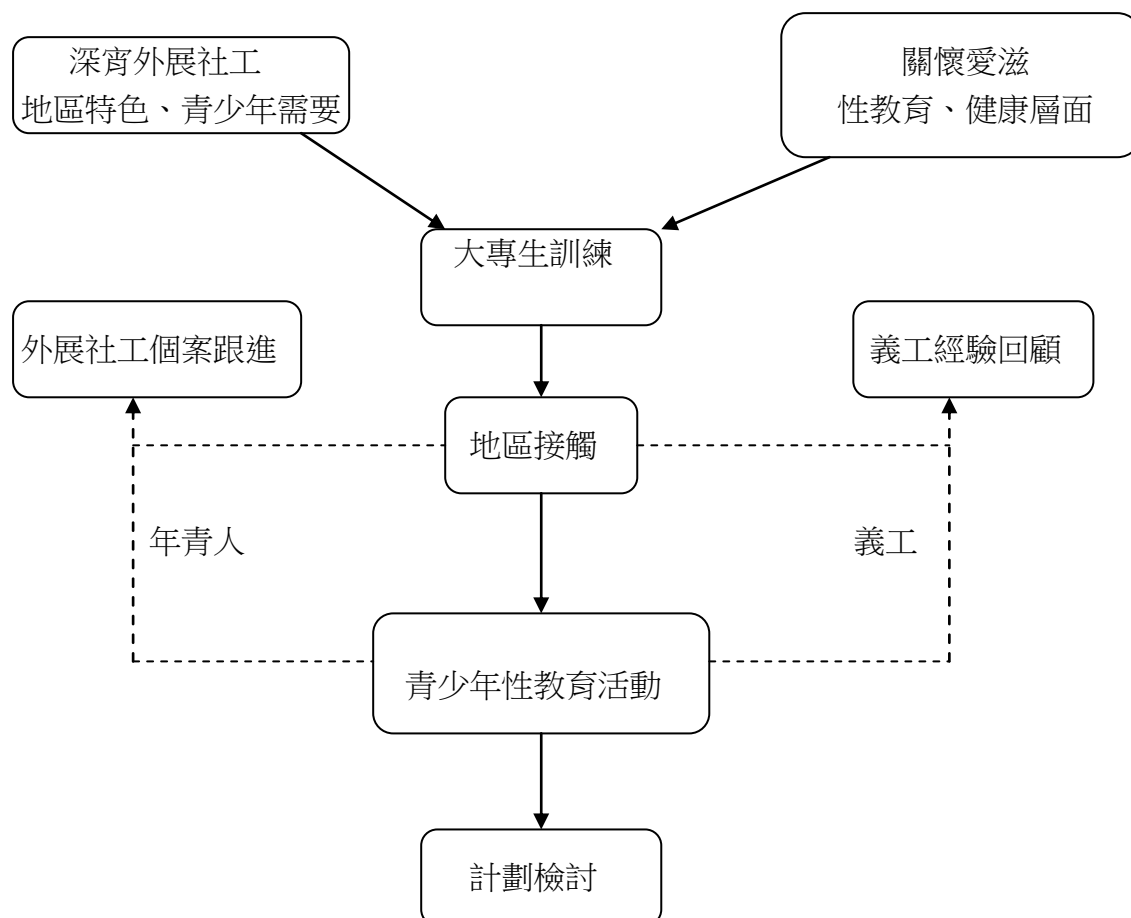 深宵外展社工
地區特色、青少年需要
關懷愛滋
性教育、健康層面
大專生訓練
外展社工個案跟進
義工經驗回顧
地區接觸
年青人
義工
青少年性教育活動
計劃檢討